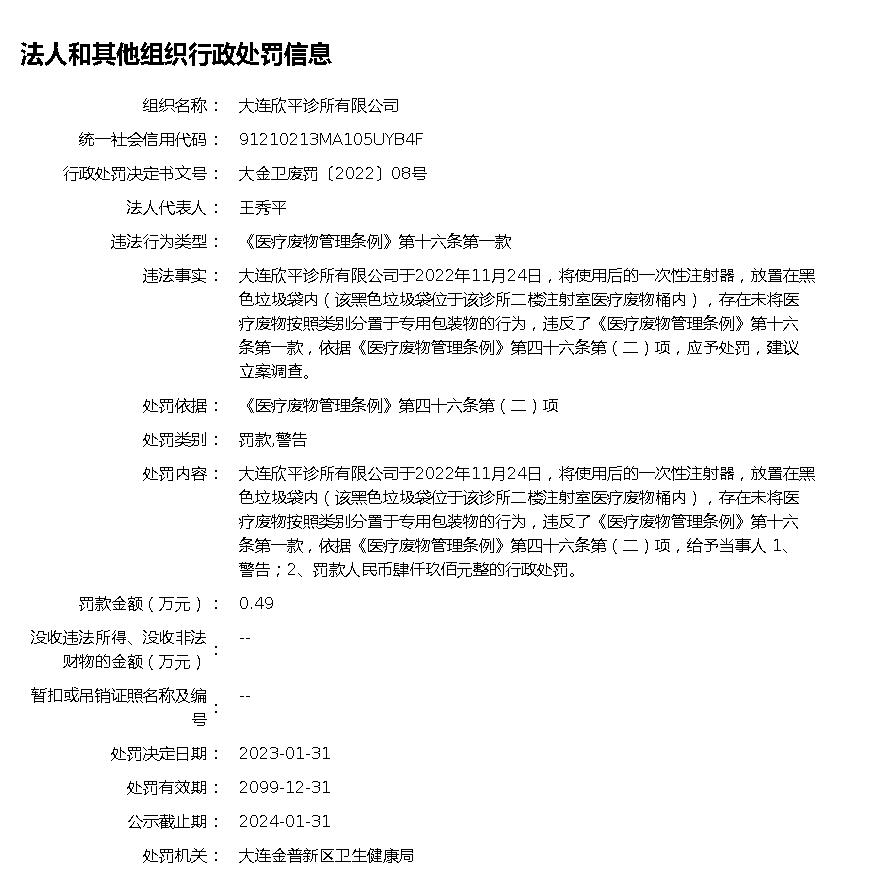 法人和其他组织行政处罚信息
组织名称： 大连欣平诊所有限公司
统一社会信用代码： 91210213MA105UYB4F
行政处罚决定书文号： 大金卫废罚〔2022〕08号
法人代表人： 王秀平
违法行为类型： 《医疗废物管理条例》第十六条第一款
违法事实： 大连欣平诊所有限公司于2022年11月24日，将使用后的一次性注射器，放置在黑
色垃圾袋内（该黑色垃圾袋位于该诊所二楼注射室医疗废物桶内），存在未将医
疗废物按照类别分置于专用包装物的行为，违反了《医疗废物管理条例》第十六
条第一款，依据《医疗废物管理条例》第四十六条第（二）项，应予处罚，建议
立案调查。
处罚依据： 《医疗废物管理条例》第四十六条第（二）项
处罚类别： 罚款,警告
处罚内容： 大连欣平诊所有限公司于2022年11月24日，将使用后的一次性注射器，放置在黑
色垃圾袋内（该黑色垃圾袋位于该诊所二楼注射室医疗废物桶内），存在未将医
疗废物按照类别分置于专用包装物的行为，违反了《医疗废物管理条例》第十六
条第一款，依据《医疗废物管理条例》第四十六条第（二）项，给予当事人 1、
警告；2、罚款人民币肆仟玖佰元整的行政处罚。
罚款金额（万元）： 0.49
没收违法所得、没收非法
财物的金额（万元）： --
暂扣或吊销证照名称及编
号： --
处罚决定日期： 2023-01-31
处罚有效期： 2099-12-31
公示截止期： 2024-01-31
处罚机关： 大连金普新区卫生健康局